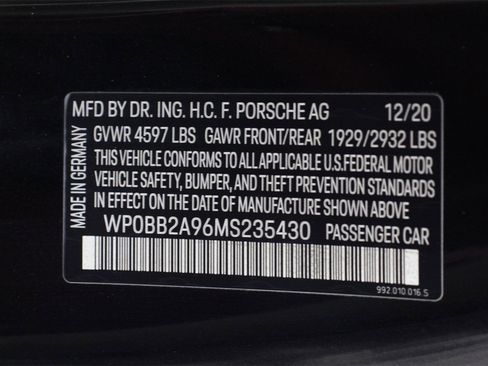 MFD BY DR. ING. H.C. F. PORSCHE AG 12/20
GVWR 4597 LBS GAWR FRONT/REAR 1929/2932 LBS
THIS VEHICLE CONFORMS TO ALL APPLICABLE U.S.FEDERAL MOTOR
VEHICLE SAFETY, BUMPER, AND THEFT PREVENTION STANDARDS
IN EFFECT ON THE DATE OF MANUFACTURE SHOWN ABOVE.
WP0BB2A96MS235430 PASSENGER CAR
992.010.016 S
MADE IN GERMANY